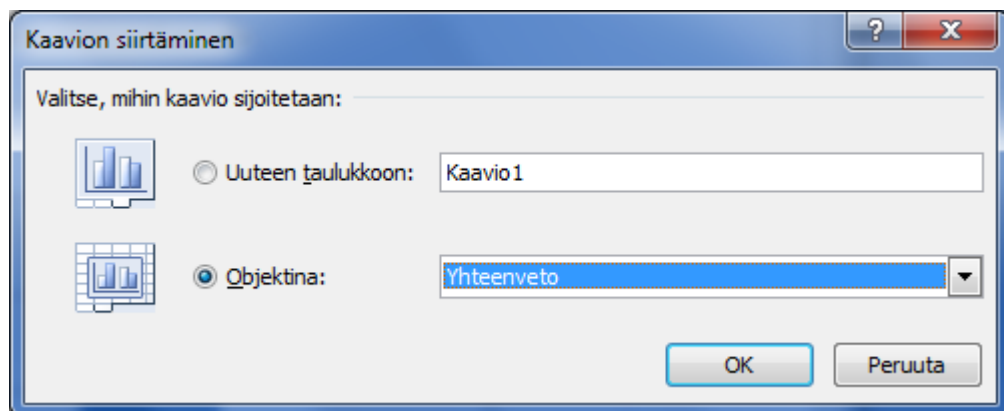 Kaavion siirtäminen
Valitse, mihin kaavio sijoitetaan:
Uuteen taulukkoon: Kaavio1
Objektina: Yhteenveto
OK Peruuta